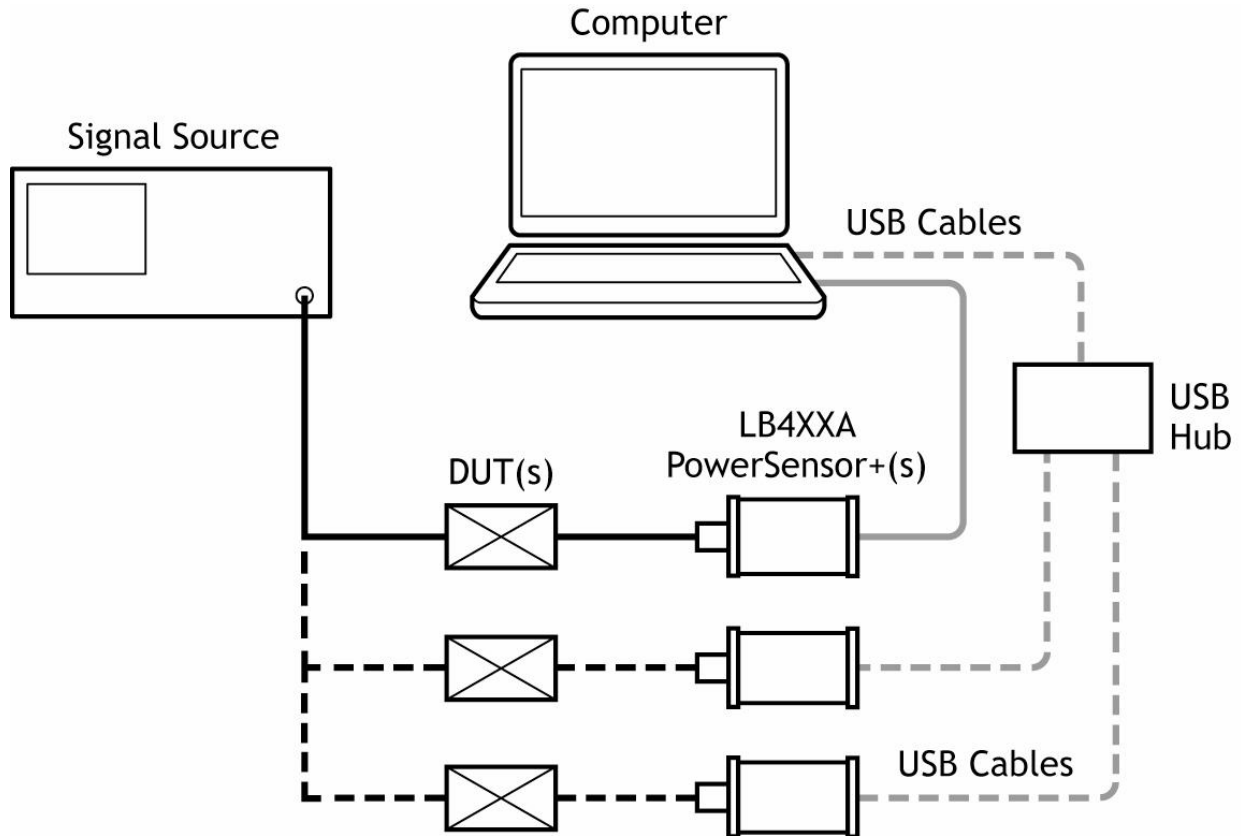 Computer
Signal Source
USB Cables
USB
Hub
LB4XXA
PowerSensor+(s)
DUT(s)
USB Cables